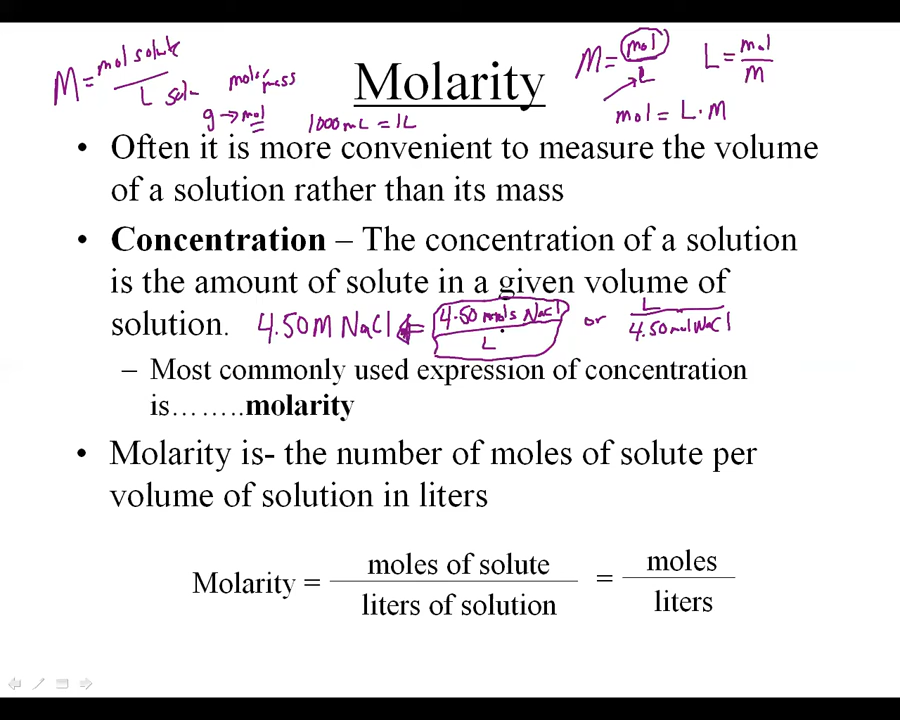 M = mol solute / L soln
molar mass
g → mol
1000 mL = 1L
M = mol / L
L = mol / M
mol = L · M
Molarity
• Often it is more convenient to measure the volume
of a solution rather than its mass
• Concentration – The concentration of a solution
is the amount of solute in a given volume of
solution. 4.50 M NaCl ⇐ 4.50 mols NaCl / L or L / 4.50 mol NaCl
– Most commonly used expression of concentration
is……..molarity
• Molarity is- the number of moles of solute per
volume of solution in liters
Molarity = moles of solute / liters of solution = moles / liters